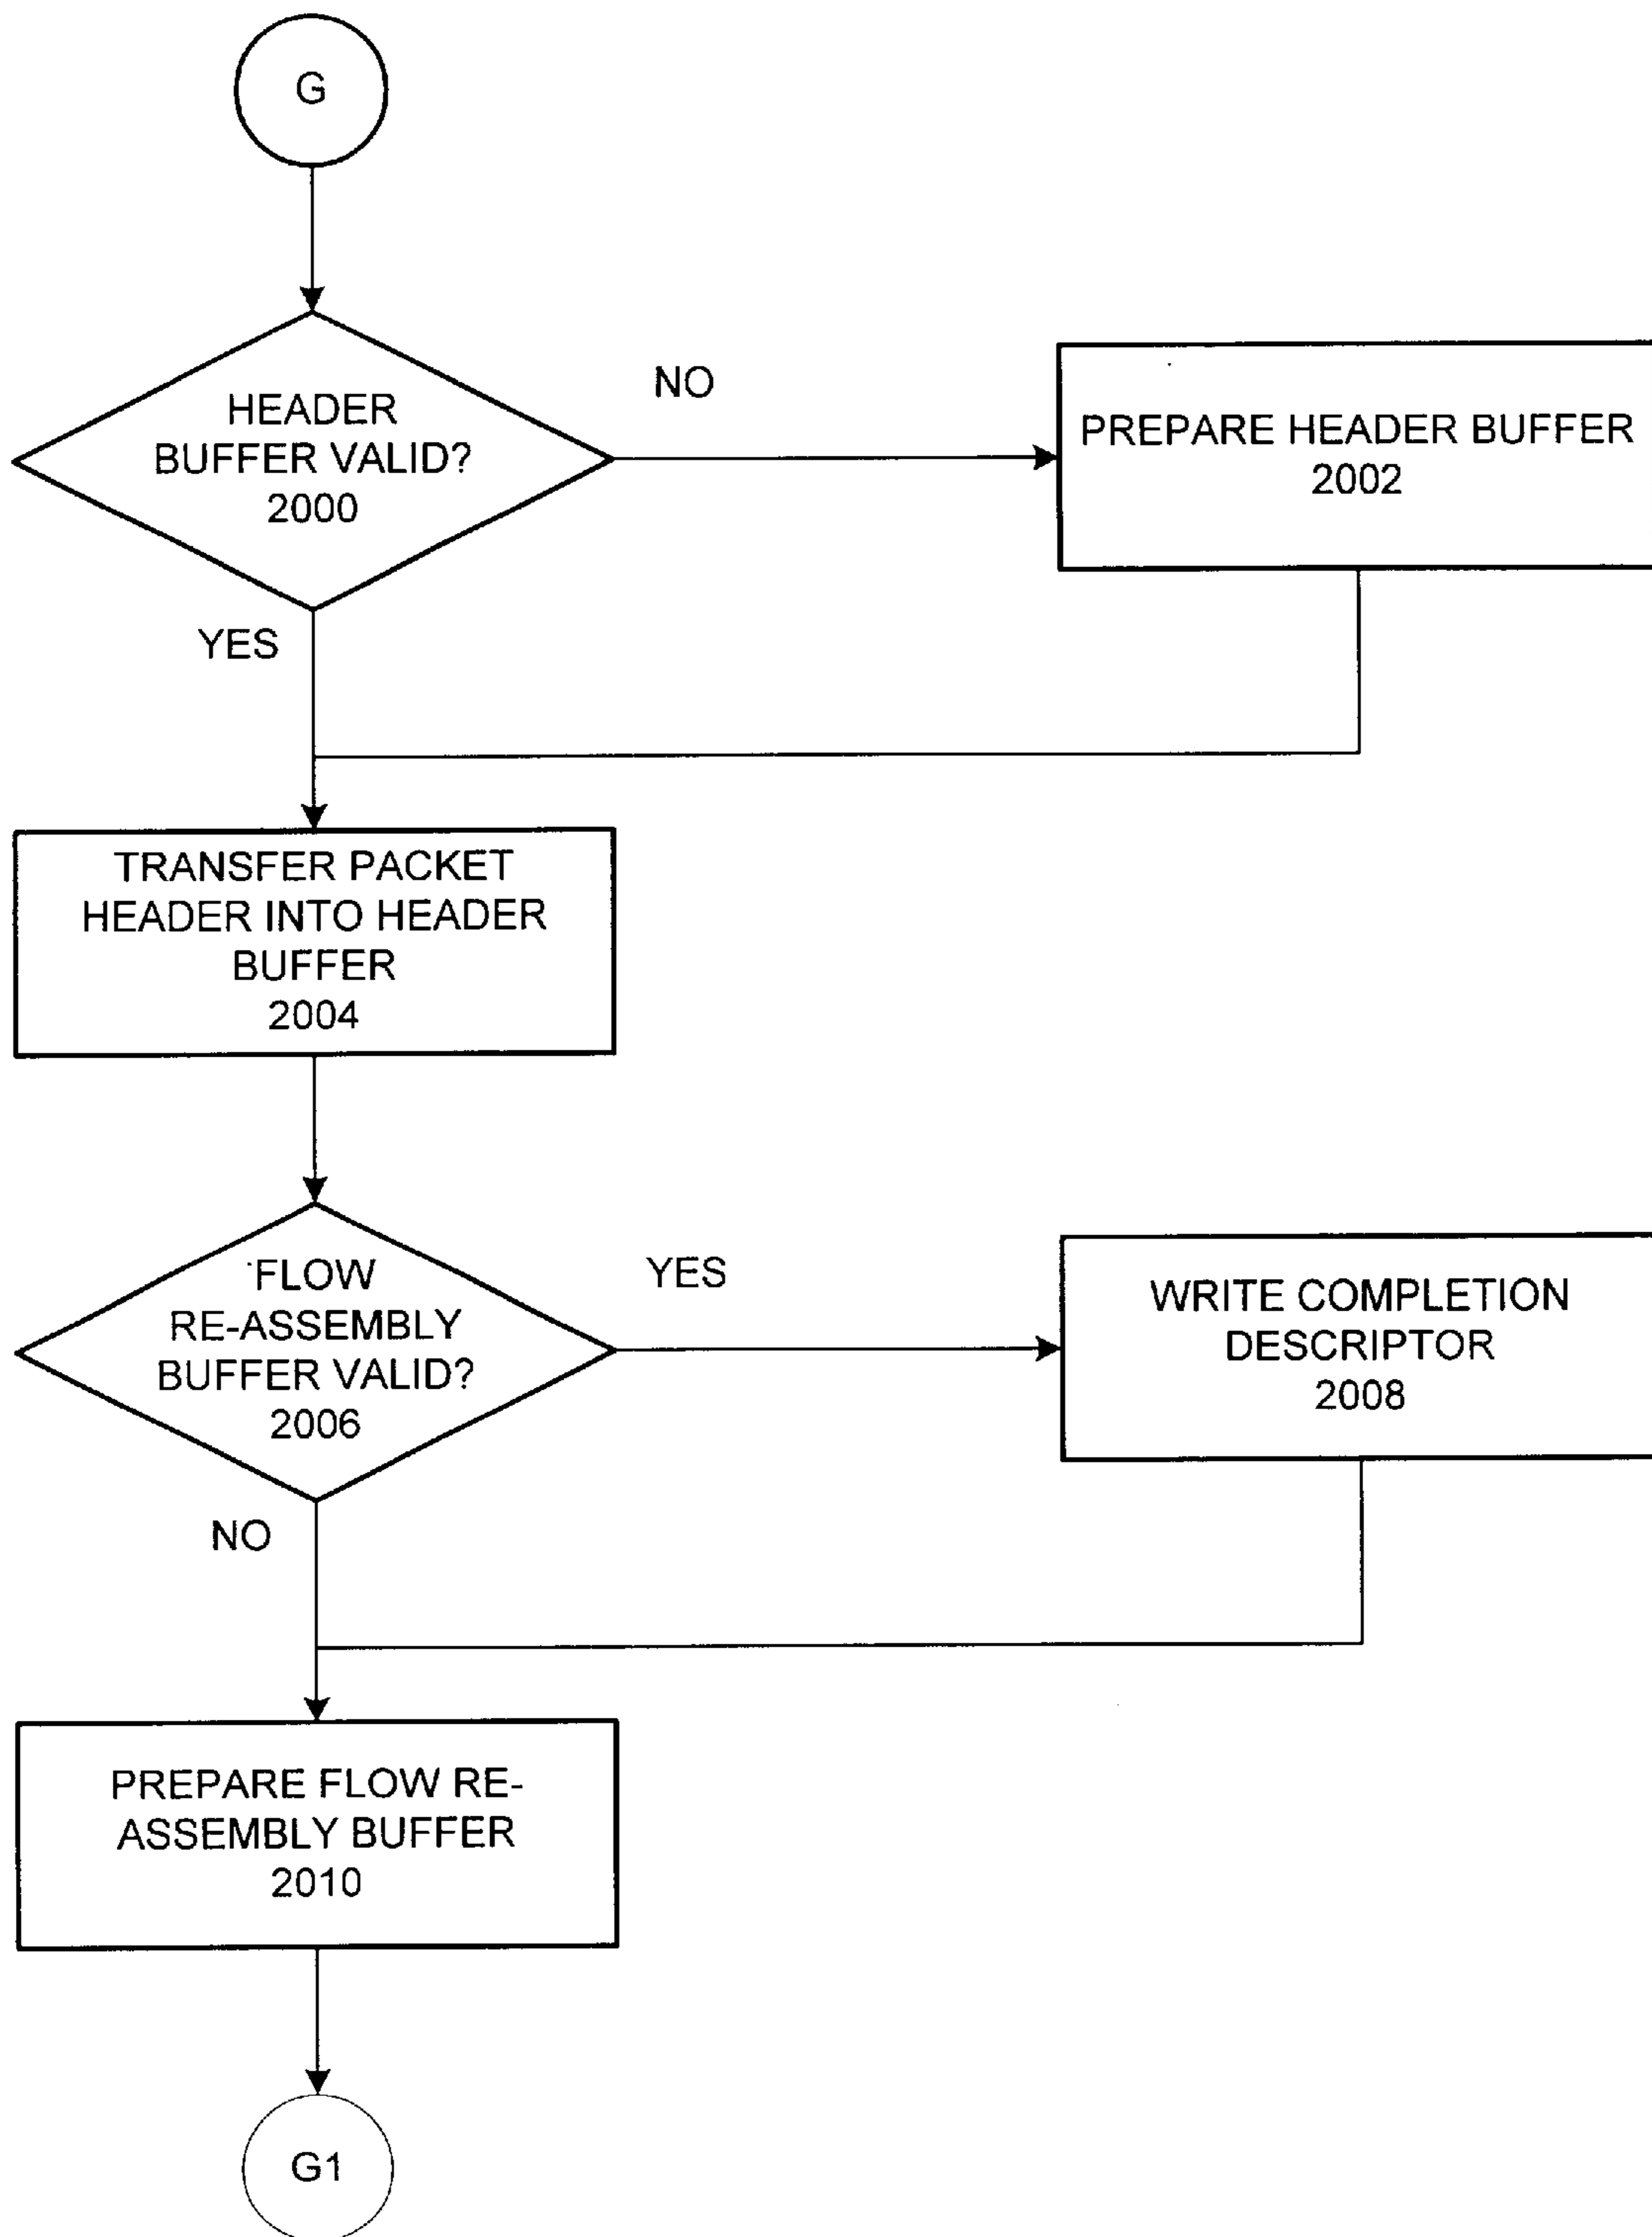 G
HEADER
BUFFER VALID?
2000
NO
PREPARE HEADER BUFFER
2002
YES
TRANSFER PACKET
HEADER INTO HEADER
BUFFER
2004
FLOW
RE-ASSEMBLY
BUFFER VALID?
2006
YES
WRITE COMPLETION
DESCRIPTOR
2008
NO
PREPARE FLOW RE-
ASSEMBLY BUFFER
2010
G1